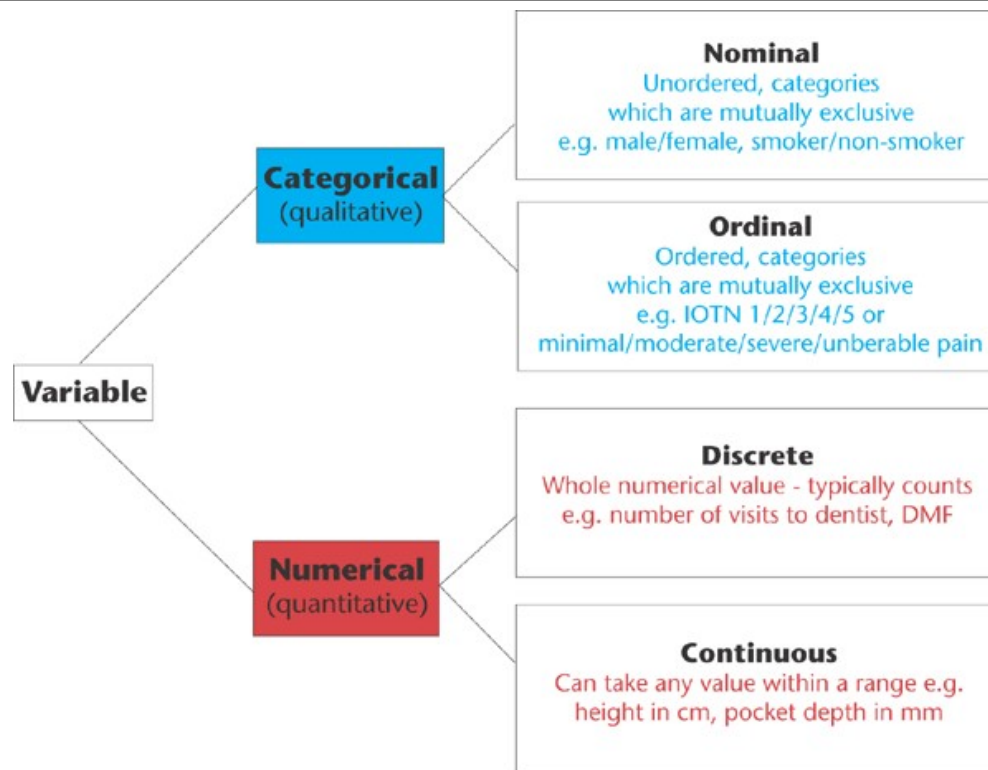 Nominal
Unordered, categories
which are mutually exclusive
e.g. male/female, smoker/non-smoker
Categorical
(qualitative)
Ordinal
Ordered, categories
which are mutually exclusive
e.g. IOTN 1/2/3/4/5 or
minimal/moderate/severe/unberable pain
Variable
Discrete
Whole numerical value - typically counts
e.g. number of visits to dentist, DMF
Numerical
(quantitative)
Continuous
Can take any value within a range e.g.
height in cm, pocket depth in mm